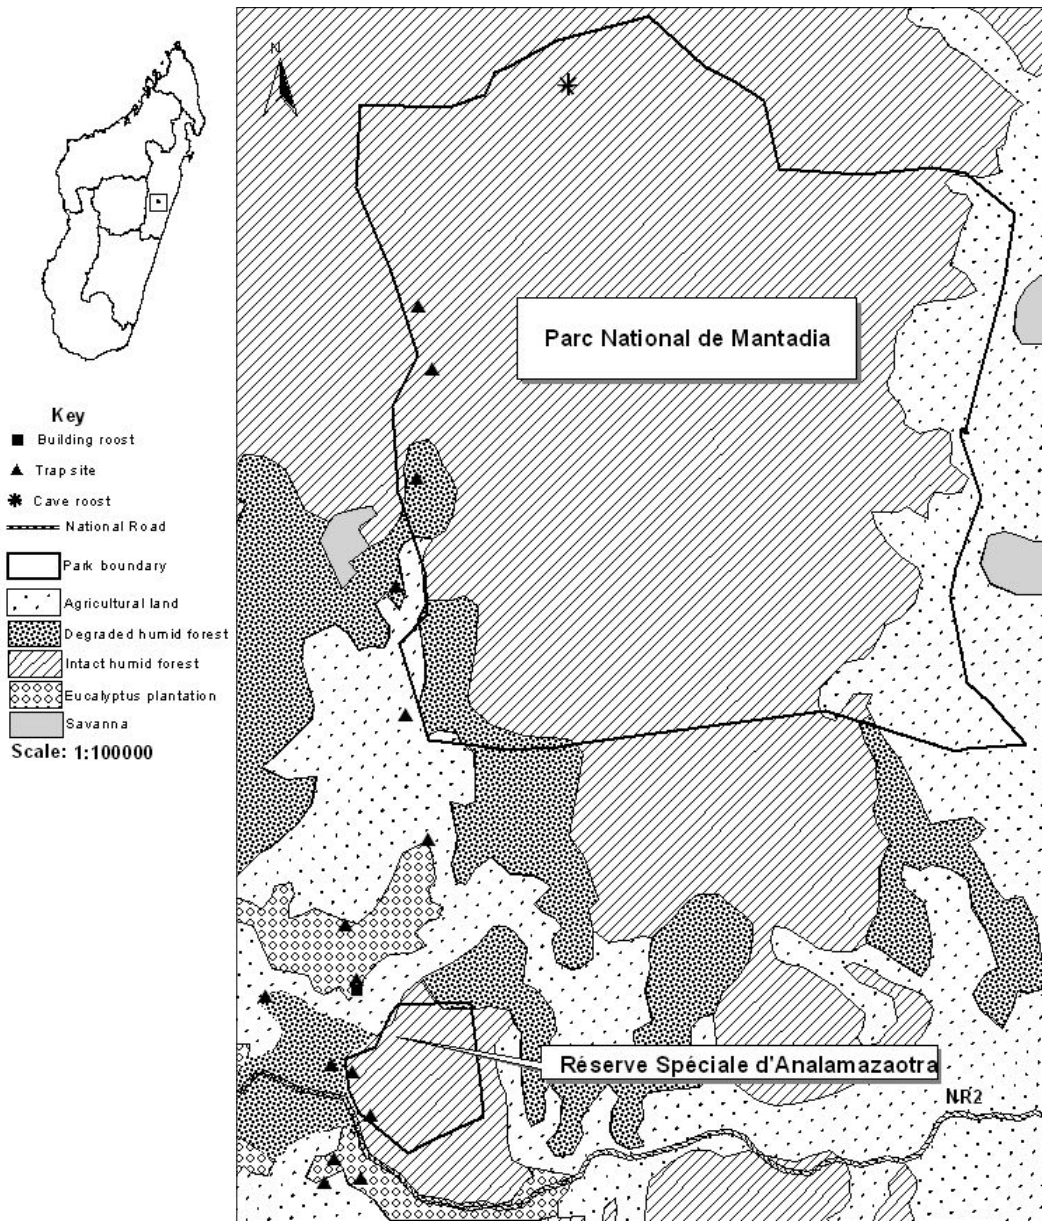 N
Parc National de Mantadia
Key
Building roost
Trap site
Cave roost
National Road
Park boundary
Agricultural land
Degraded humid forest
Intact humid forest
Eucalyptus plantation
Savanna
Scale: 1:100000
Réserve Spéciale d'Analamazaotra
NR2